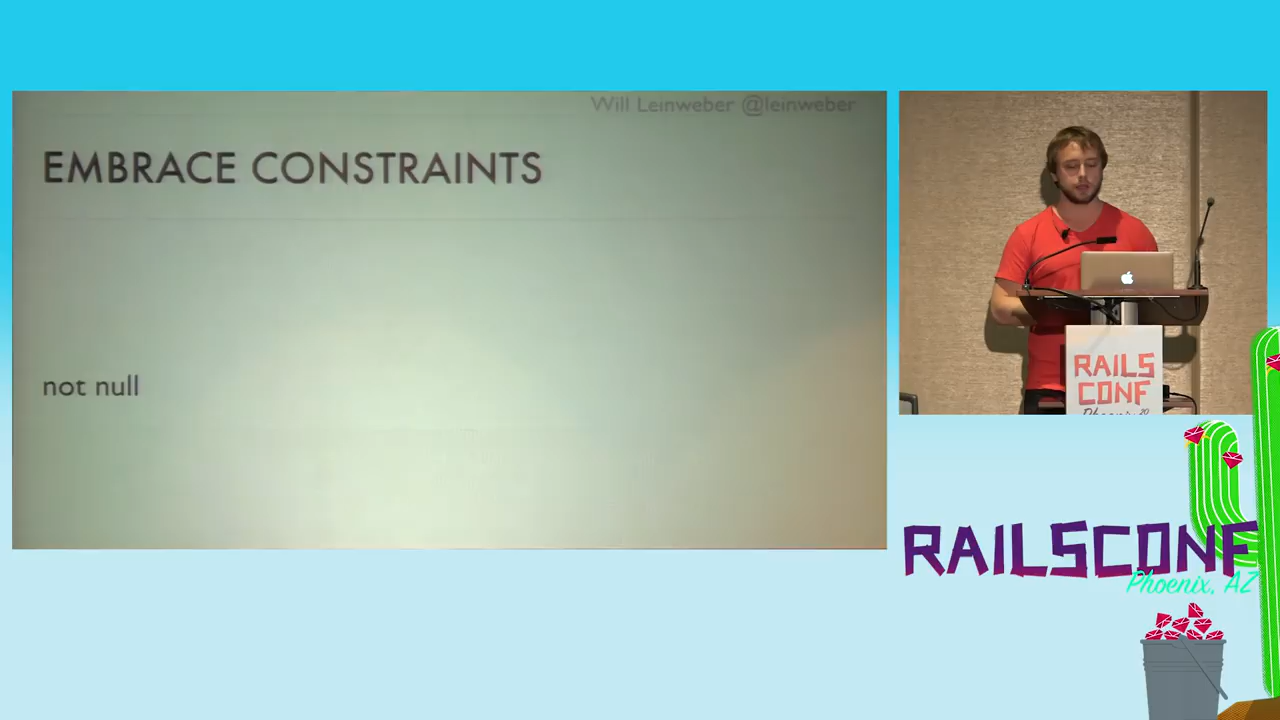 Will Leinweber @leinweber
EMBRACE CONSTRAINTS
not null
RAILS
CONF
RAILSCONF
Phoenix, AZ